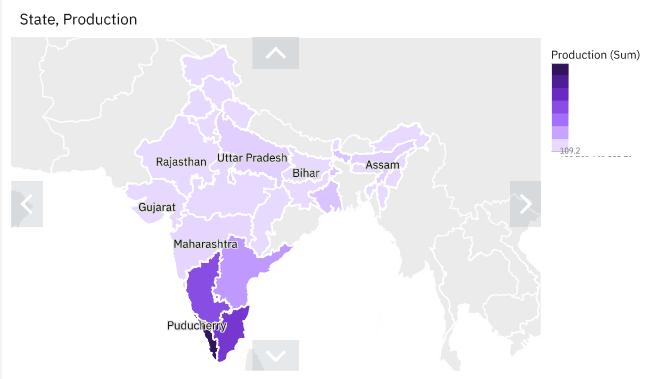 State, Production
Production (Sum)
109.2
Rajasthan
Uttar Pradesh
Bihar
Assam
Gujarat
Maharashtra
Puducherry